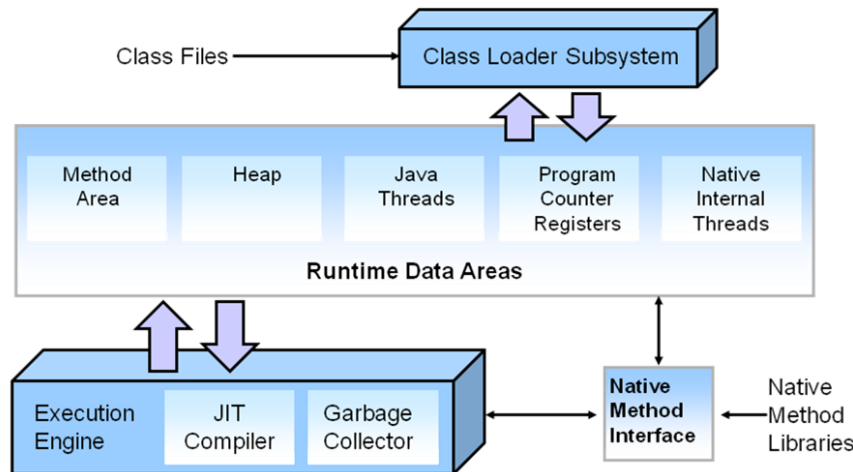 Class Files
Class Loader Subsystem
Method
Area
Heap
Java
Threads
Program
Counter
Registers
Native
Internal
Threads
Runtime Data Areas
Execution
Engine
JIT
Compiler
Garbage
Collector
Native
Method
Interface
Native
Method
Libraries